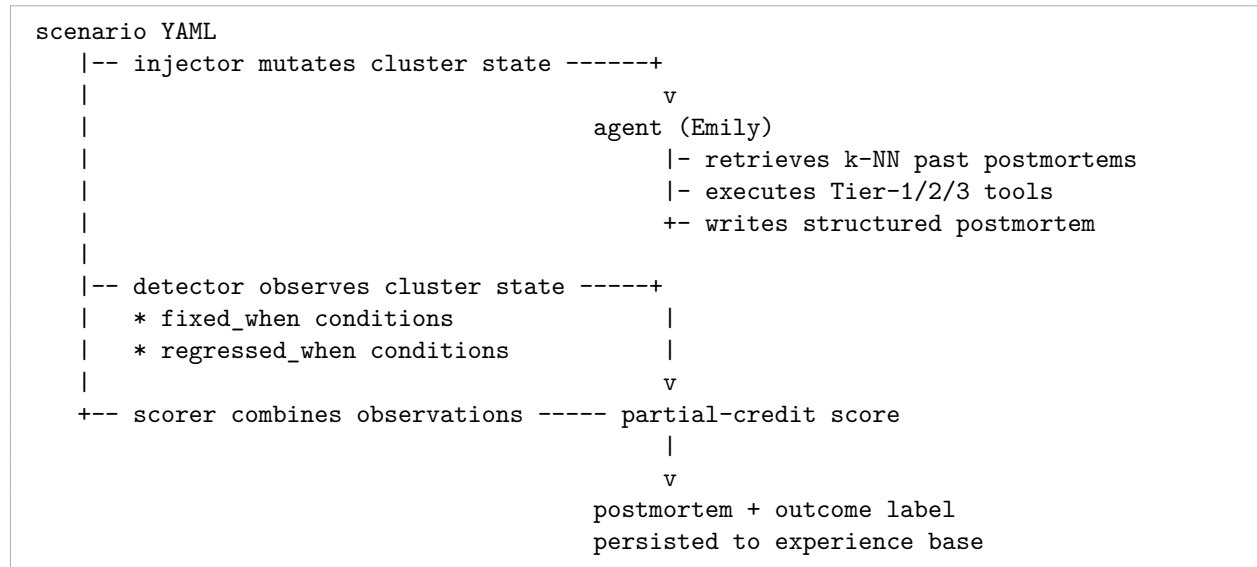 scenario YAML
|-- injector mutates cluster state ------+
| v
| agent (Emily)
| |- retrieves k-NN past postmortems
| |- executes Tier-1/2/3 tools
| +- writes structured postmortem
|
|-- detector observes cluster state -----+
| * fixed_when conditions |
| * regressed_when conditions |
| v
+-- scorer combines observations ----- partial-credit score
|
v
postmortem + outcome label
persisted to experience base